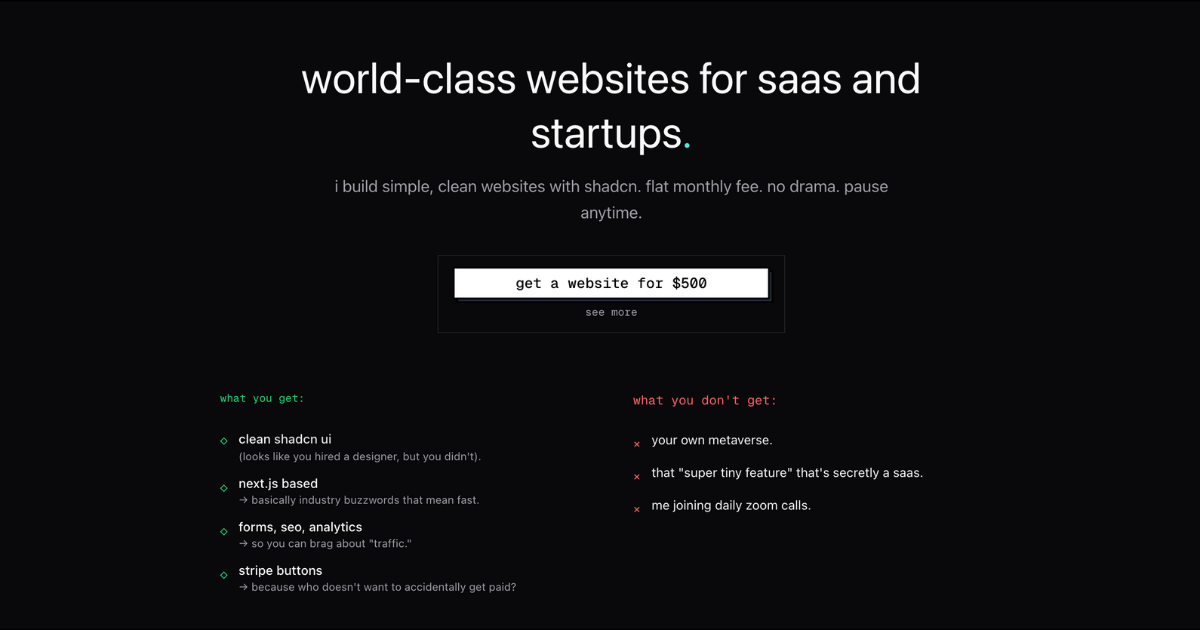 world-class websites for saas and
startups.
i build simple, clean websites with shadcn. flat monthly fee. no drama. pause
anytime.
get a website for $500
see more
what you get:
◇ clean shadcn ui
(looks like you hired a designer, but you didn't).
◇ next.js based
→ basically industry buzzwords that mean fast.
◇ forms, seo, analytics
→ so you can brag about "traffic."
◇ stripe buttons
→ because who doesn't want to accidentally get paid?
what you don't get:
× your own metaverse.
× that "super tiny feature" that's secretly a saas.
× me joining daily zoom calls.